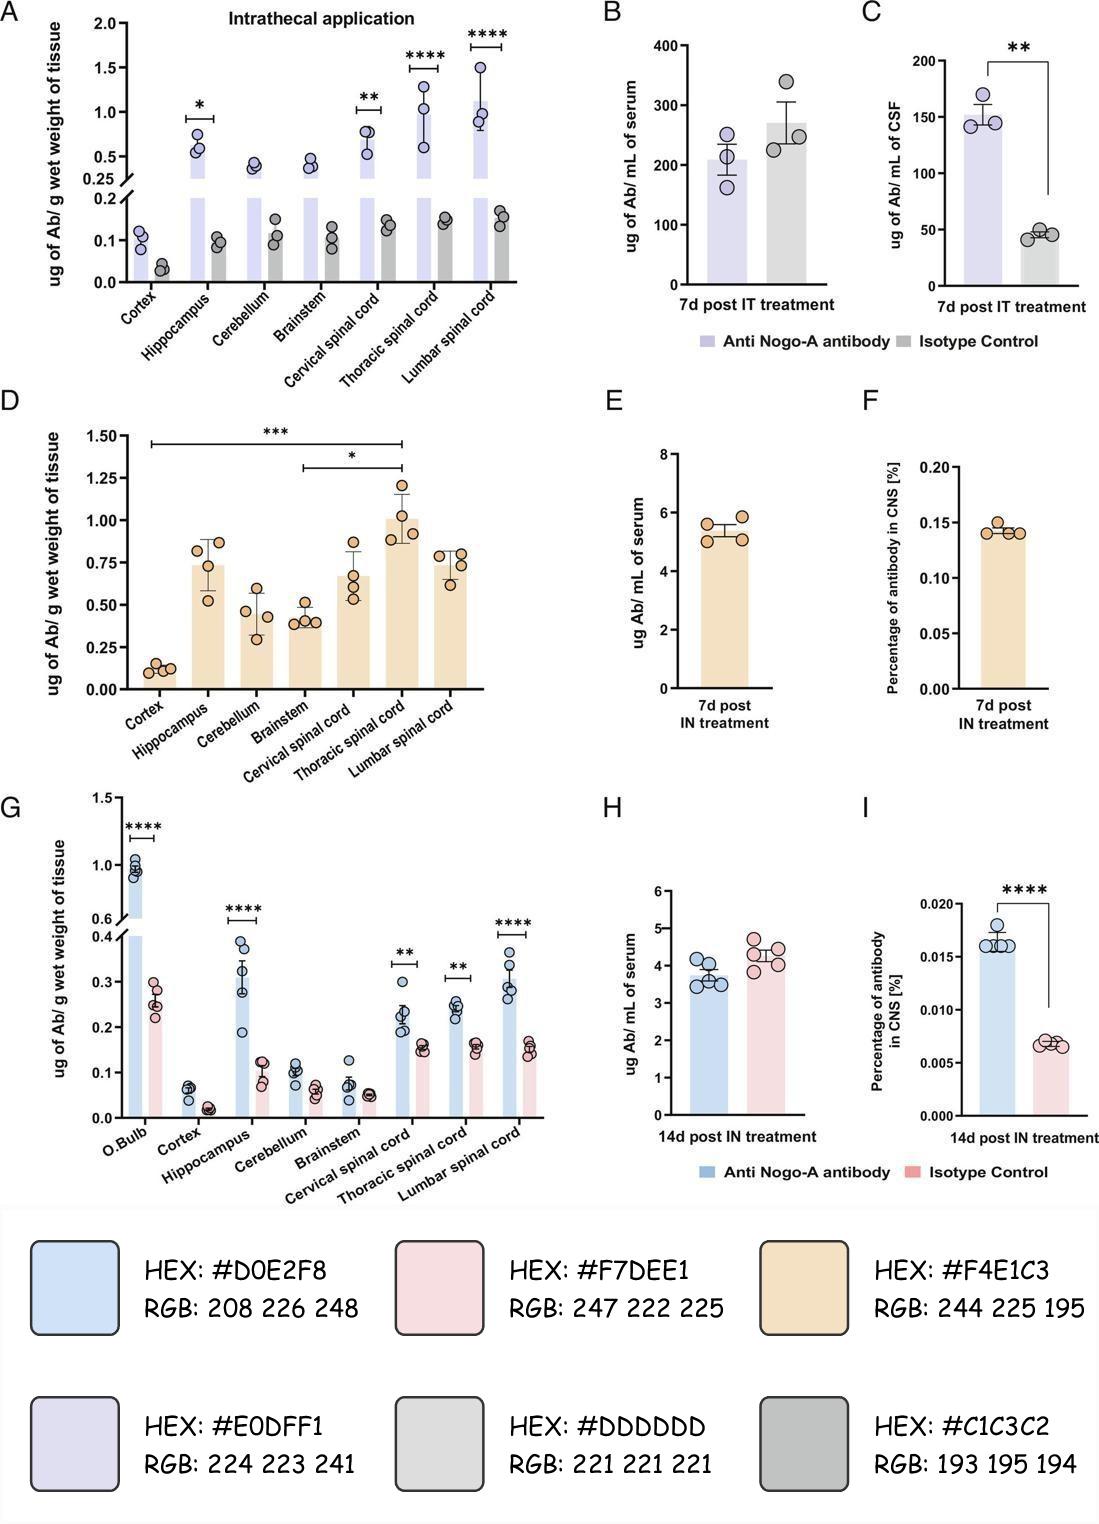 A
Intrathecal application
ug of Ab/ g wet weight of tissue
2.0
1.5
1.0
0.5
0.25
0.2
0.1
0.0
*
**
****
****
Cortex
Hippocampus
Cerebellum
Brainstem
Cervical spinal cord
Thoracic spinal cord
Lumbar spinal cord
B
ug of Ab/ mL of serum
400
300
200
100
0
7d post IT treatment
C
ug of Ab/ mL of CSF
200
150
100
50
0
**
7d post IT treatment
Anti Nogo-A antibody
Isotype Control
D
ug of Ab/ g wet weight of tissue
1.50
1.25
1.00
0.75
0.50
0.25
0.00
***
*
Cortex
Hippocampus
Cerebellum
Brainstem
Cervical spinal cord
Thoracic spinal cord
Lumbar spinal cord
E
ug Ab/ mL of serum
8
6
4
2
0
7d post
IN treatment
F
Percentage of antibody in CNS [%]
0.20
0.15
0.10
0.05
0.00
7d post
IN treatment
G
ug of Ab/ g wet weight of tissue
1.5
1.0
0.6
0.4
0.3
0.2
0.1
0.0
****
****
**
**
****
O.Bulb
Cortex
Hippocampus
Cerebellum
Brainstem
Cervical spinal cord
Thoracic spinal cord
Lumbar spinal cord
H
ug Ab/ mL of serum
6
5
4
3
2
1
0
14d post IN treatment
I
Percentage of antibody
in CNS [%]
0.020
0.015
0.010
0.005
0.000
****
14d post IN treatment
Anti Nogo-A antibody
Isotype Control
HEX: #D0E2F8
RGB: 208 226 248
HEX: #F7DEE1
RGB: 247 222 225
HEX: #F4E1C3
RGB: 244 225 195
HEX: #E0DFF1
RGB: 224 223 241
HEX: #DDDDDD
RGB: 221 221 221
HEX: #C1C3C2
RGB: 193 195 194